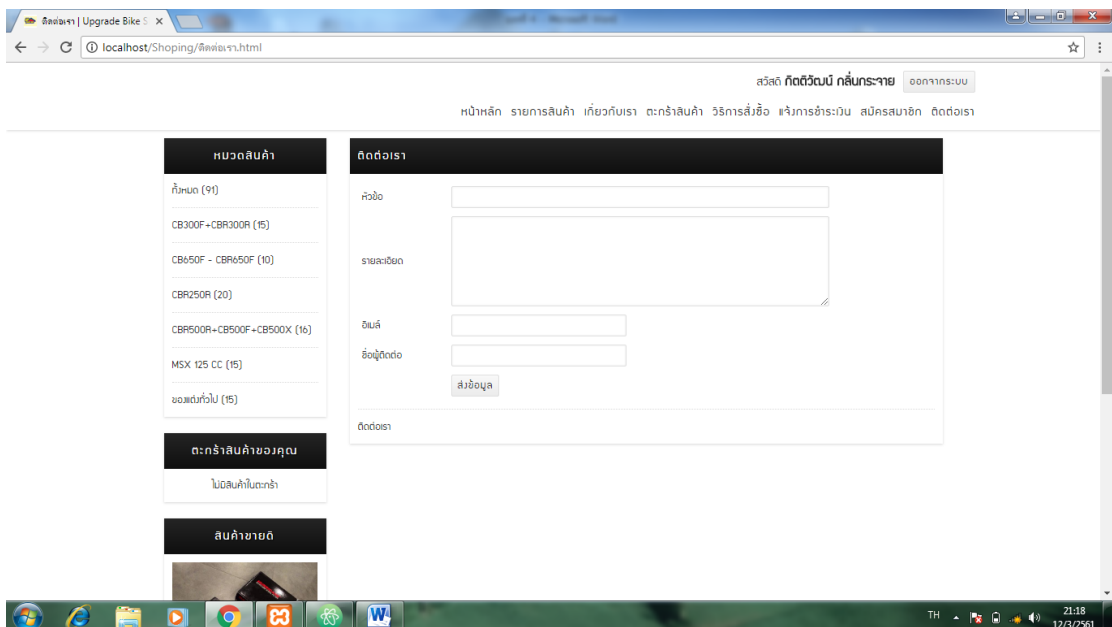 ติดต่อเรา | Upgrade Bike S
localhost/Shoping/ติดต่อเรา.html
สวัสดี กิตติวัฒน์ กลิ่นกระจาย ออกจากระบบ
หน้าหลัก รายการสินค้า เกี่ยวกับเรา ตะกร้าสินค้า วิธีการสั่งซื้อ แจ้งการชำระเงิน สมัครสมาชิก ติดต่อเรา
หมวดสินค้า
ทั้งหมด (91)
CB300F+CBR300R (15)
CB650F - CBR650F (10)
CBR250R (20)
CBR500R+CB500F+CB500X (16)
MSX 125 CC (15)
ของแต่งทั่วไป (15)
ตะกร้าสินค้าของคุณ
ไม่มีสินค้าในตะกร้า
สินค้าขายดี
ติดต่อเรา
หัวข้อ
รายละเอียด
อีเมล์
ชื่อผู้ติดต่อ
ส่งข้อมูล
ติดต่อเรา
TH
21:18
12/3/2561